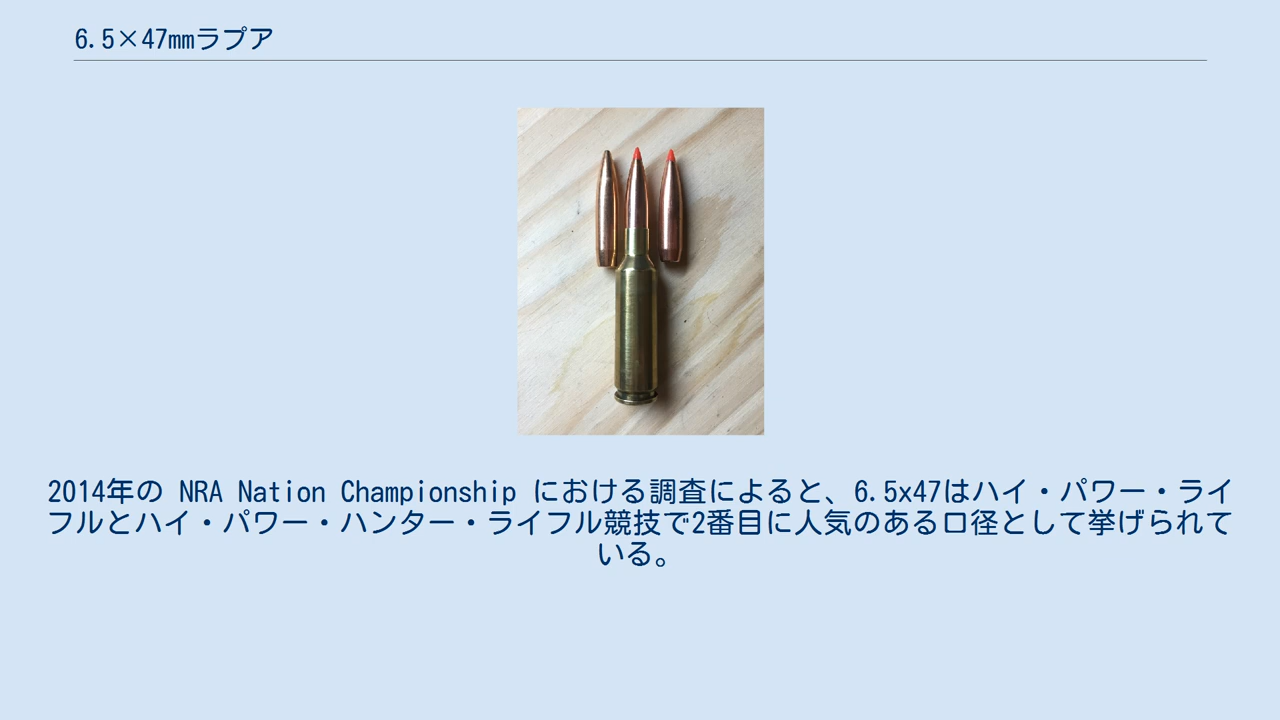 6.5×47mmラプア
2014年の NRA Nation Championship における調査によると、6.5x47はハイ・パワー・ライ
フルとハイ・パワー・ハンター・ライフル競技で2番目に人気のある口径として挙げられて
いる。